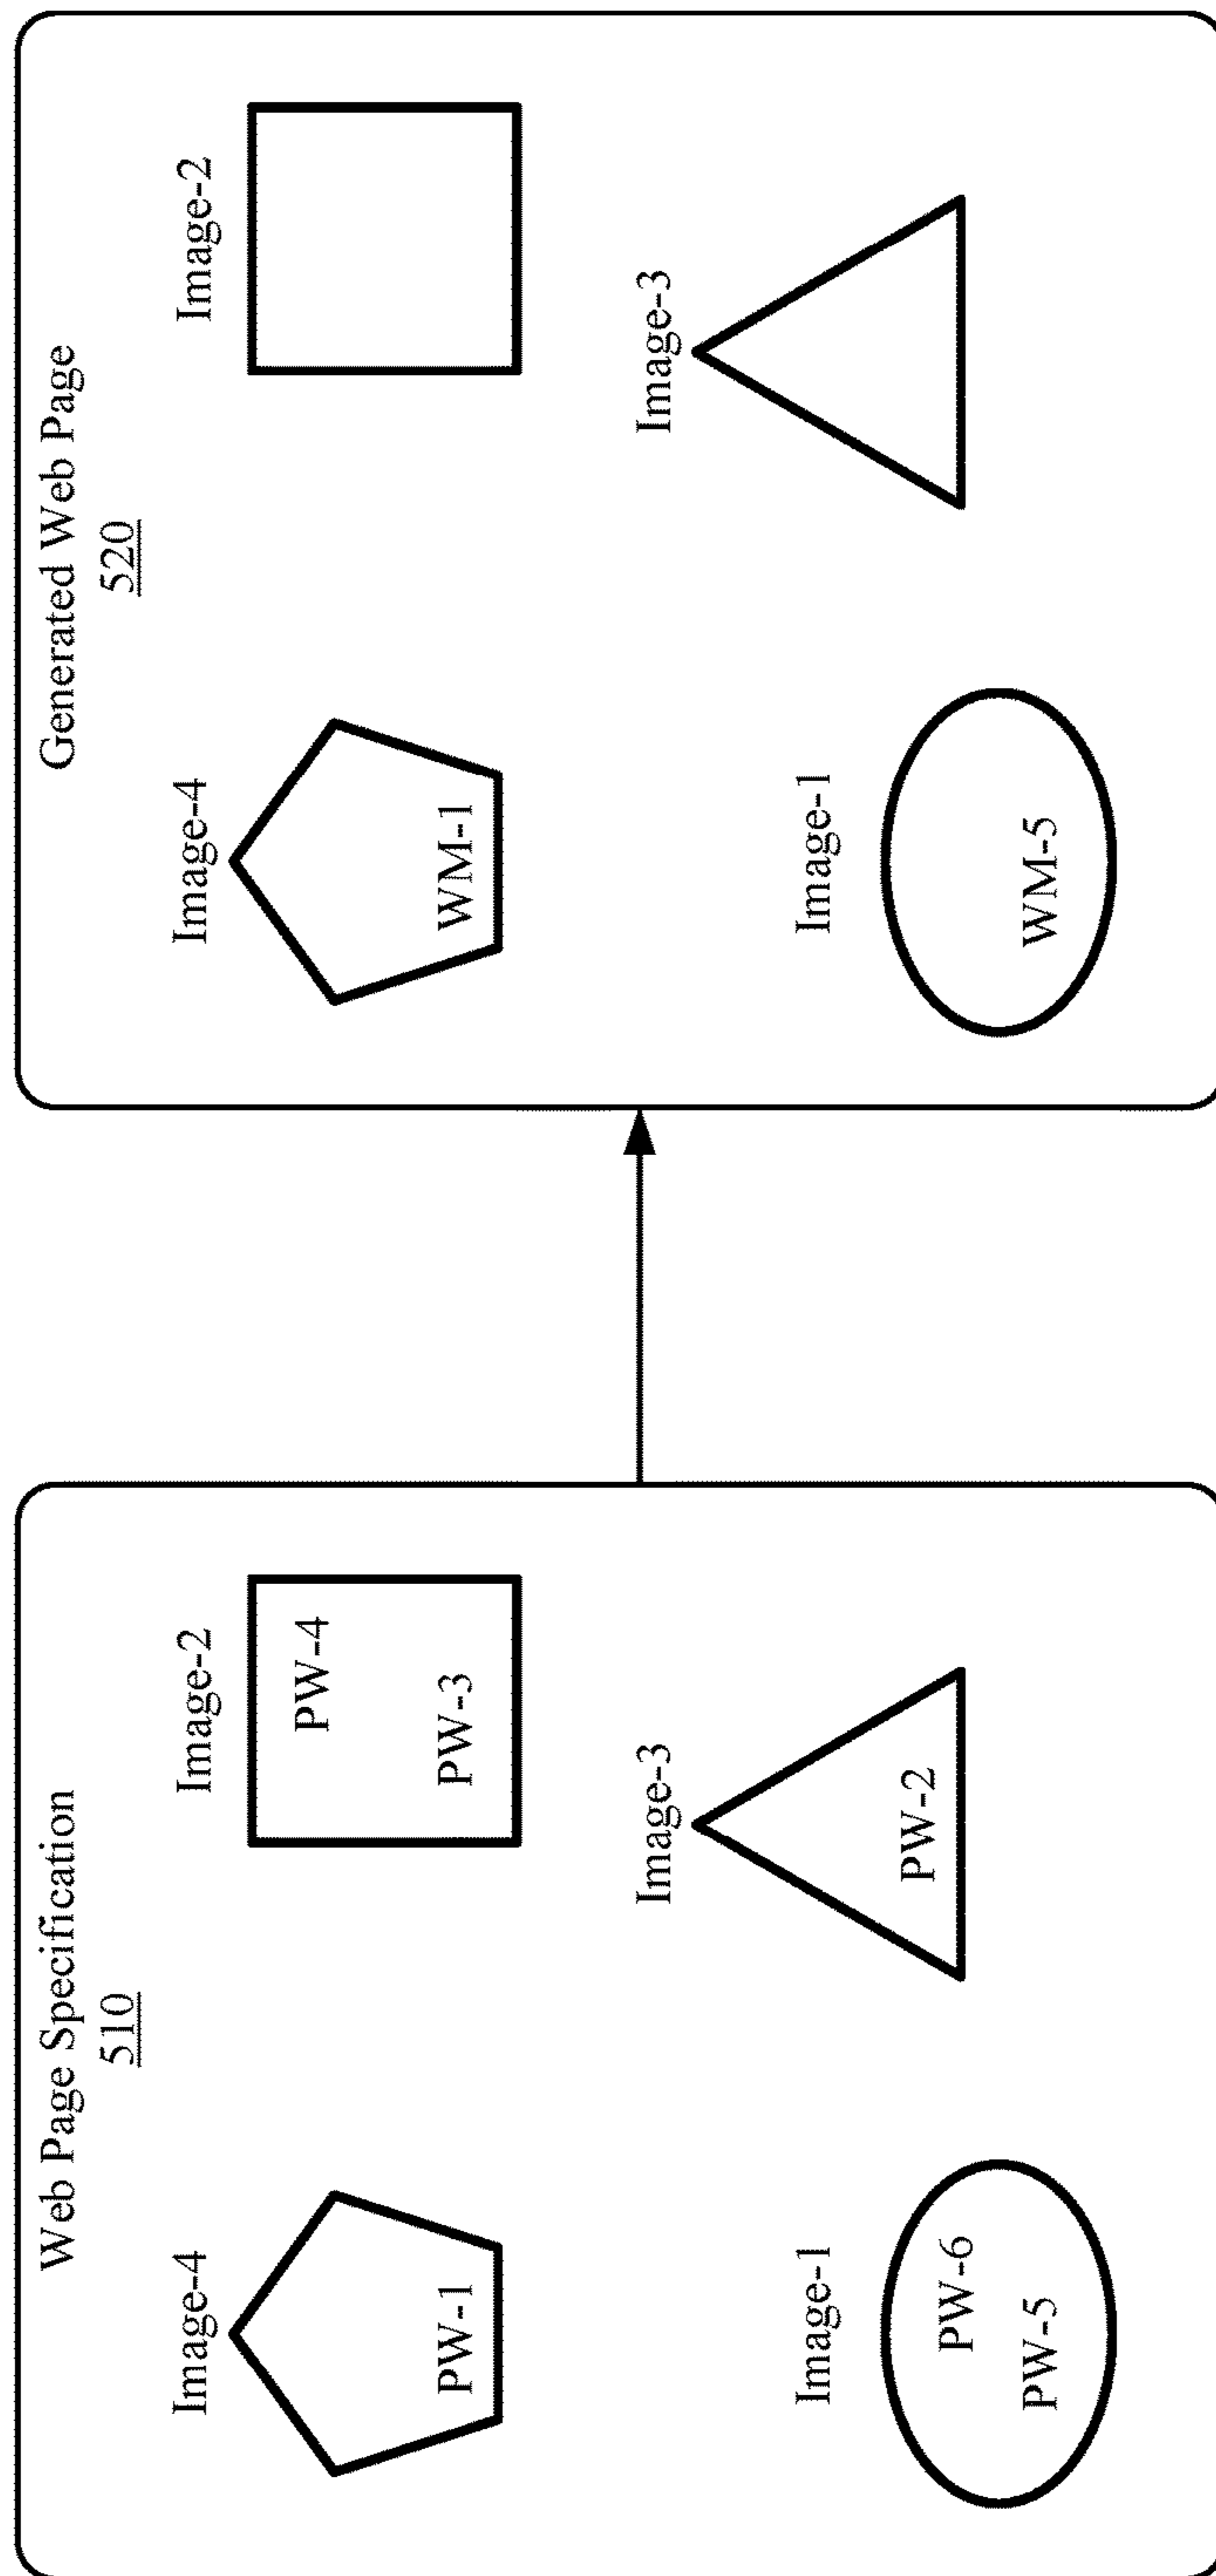 Web Page Specification
510
Image-4
PW-1
Image-2
PW-4
PW-3
Image-1
PW-6
PW-5
Image-3
PW-2
Generated Web Page
520
Image-4
WM-1
Image-2
Image-1
WM-5
Image-3